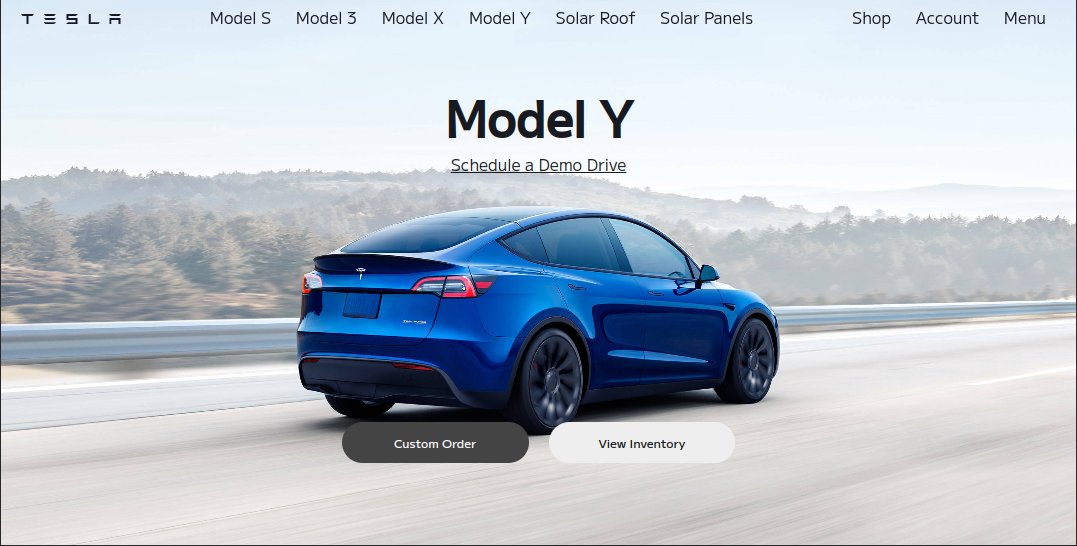 TESLA Model S Model 3 Model X Model Y Solar Roof Solar Panels Shop Account Menu
Model Y
Schedule a Demo Drive
Custom Order View Inventory